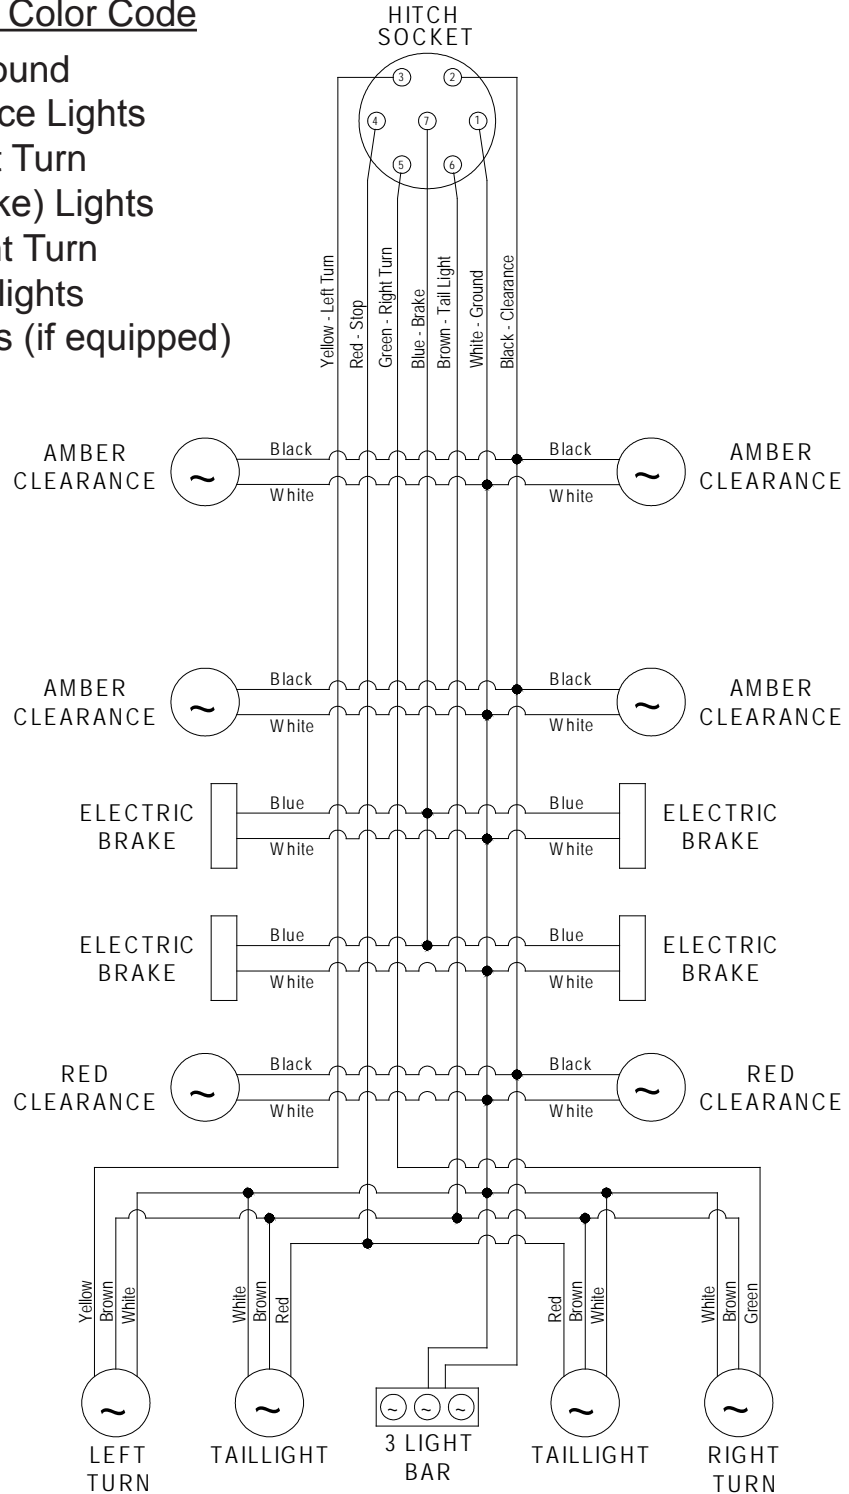 Color Code
ound
ce Lights
t Turn
ke) Lights
nt Turn
lights
s (if equipped)
HITCH
SOCKET
3
2
4
7
1
5
6
Yellow - Left Turn
Red - Stop
Green - Right Turn
Blue - Brake
Brown - Tail Light
White - Ground
Black - Clearance
AMBER
CLEARANCE
Black
White
Black
White
AMBER
CLEARANCE
AMBER
CLEARANCE
Black
White
Black
White
AMBER
CLEARANCE
ELECTRIC
BRAKE
Blue
White
Blue
White
ELECTRIC
BRAKE
ELECTRIC
BRAKE
Blue
White
Blue
White
ELECTRIC
BRAKE
RED
CLEARANCE
Black
White
Black
White
RED
CLEARANCE
Yellow
Brown
White
White
Brown
Red
Red
Brown
White
White
Brown
Green
LEFT
TURN
TAILLIGHT
3 LIGHT
BAR
TAILLIGHT
RIGHT
TURN